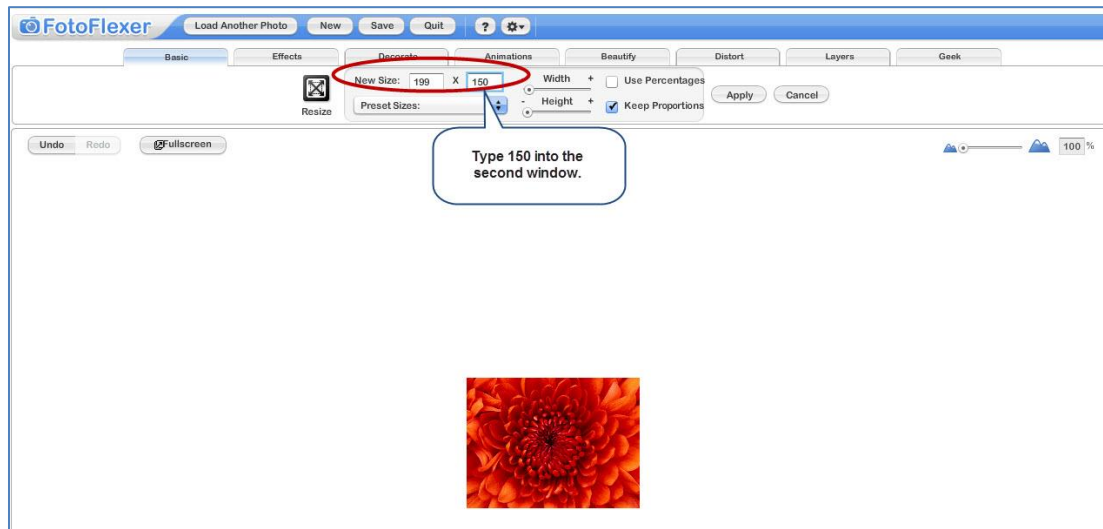 FotoFlexer Load Another Photo New Save Quit ?
Basic Effects Decorate Animations Beautify Distort Layers Geek
New Size: 199 X 150 Width + Use Percentages
Preset Sizes: - Height + Keep Proportions Apply Cancel
Resize
Undo Redo Fullscreen 100 %
Type 150 into the
second window.